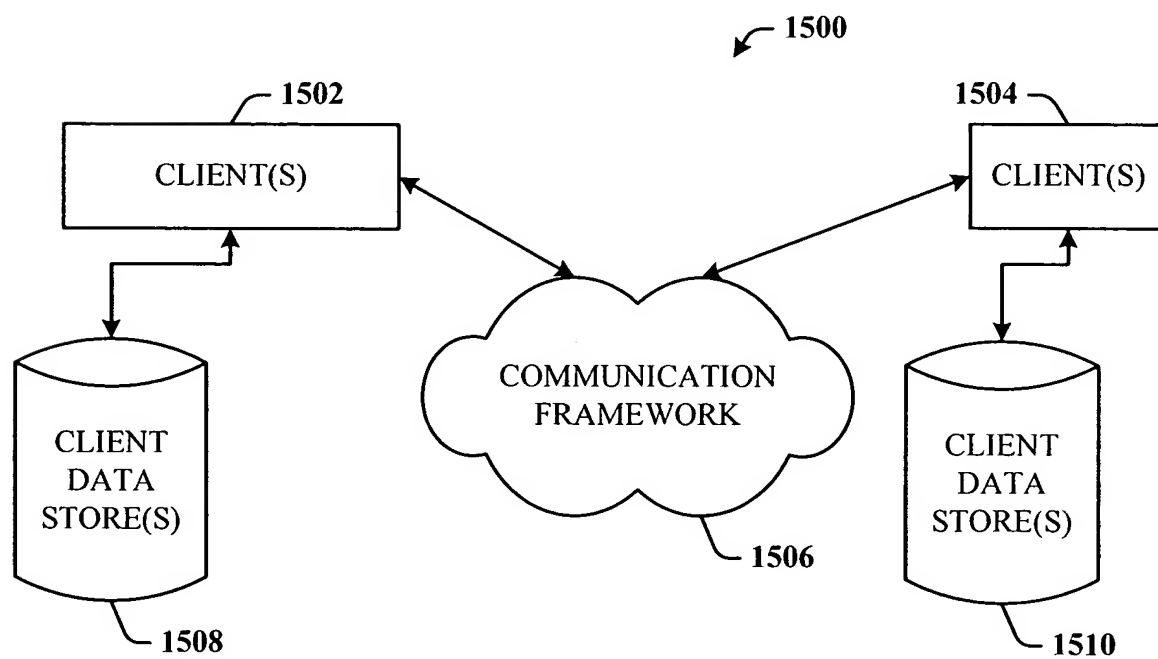 1500
1502
1504
CLIENT(S)
CLIENT(S)
COMMUNICATION
FRAMEWORK
CLIENT
DATA
STORE(S)
CLIENT
DATA
STORE(S)
1506
1508
1510